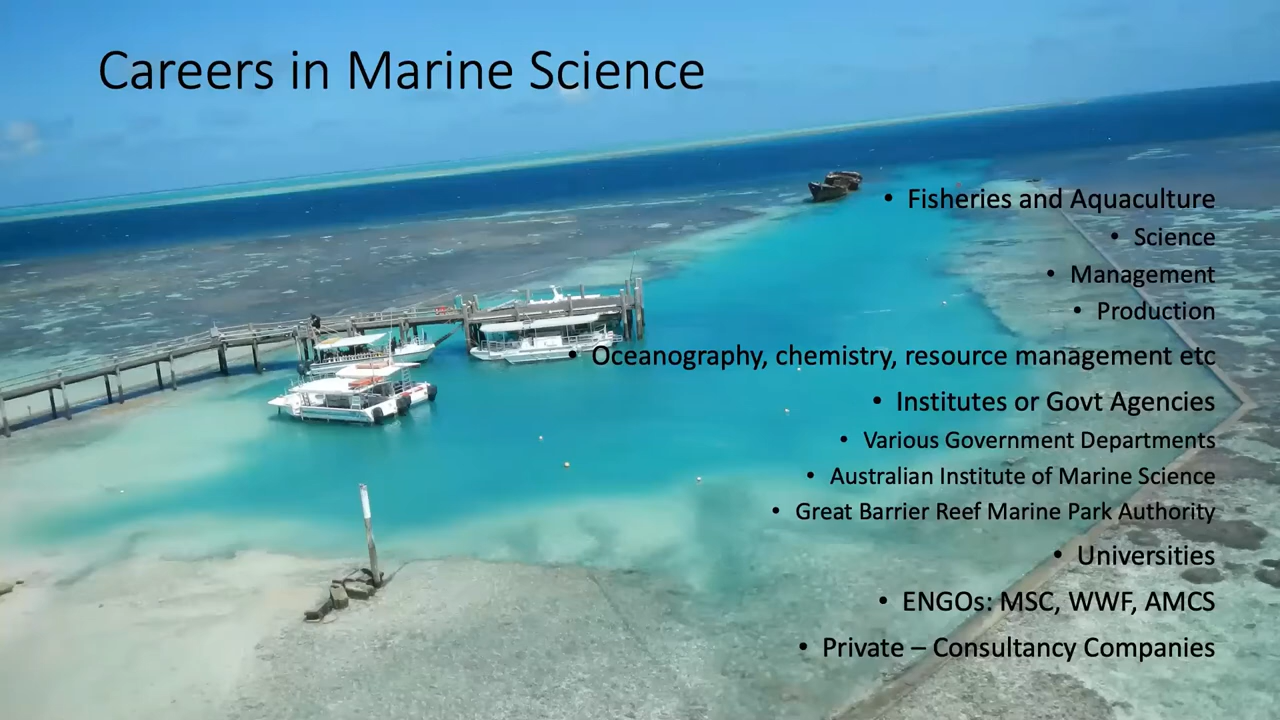 Careers in Marine Science
• Fisheries and Aquaculture
• Science
• Management
• Production
• Oceanography, chemistry, resource management etc
• Institutes or Govt Agencies
• Various Government Departments
• Australian Institute of Marine Science
• Great Barrier Reef Marine Park Authority
• Universities
• ENGOs: MSC, WWF, AMCS
• Private – Consultancy Companies